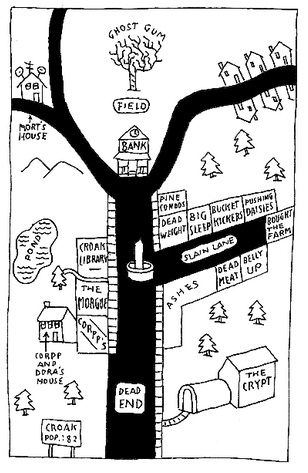 GHOST GUM
FIELD
MORT'S
HOUSE
BANK
PINE
CONDOS
DEAD
WEIGHT
BIG
SLEEP
BUCKET
KICKERS
PUSHING
DAISIES
BOUGHT
THE
FARM
SLAIN LANE
POND
CROAK
LIBRARY
THE
MORGUE
CORPP'S
ASHES
DEAD
MEAT
BELLY
UP
CORPP
AND
DORA'S
HOUSE
DEAD
END
THE
CRYPT
CROAK
POP.: 82